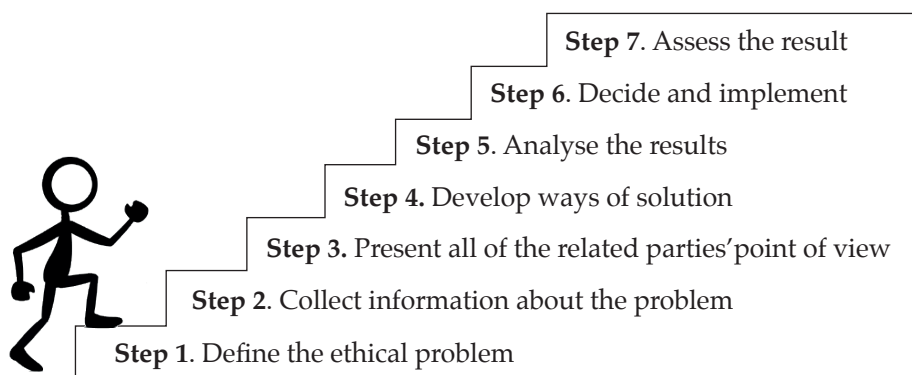 Step 7. Assess the result
Step 6. Decide and implement
Step 5. Analyse the results
Step 4. Develop ways of solution
Step 3. Present all of the related parties’point of view
Step 2. Collect information about the problem
Step 1. Define the ethical problem